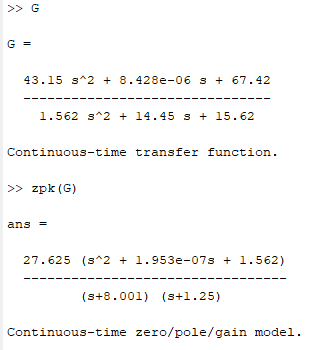 >> G
G =
43.15 s^2 + 8.428e-06 s + 67.42
-------------------------------
1.562 s^2 + 14.45 s + 15.62
Continuous-time transfer function.
>> zpk(G)
ans =
27.625 (s^2 + 1.953e-07s + 1.562)
---------------------------------
(s+8.001) (s+1.25)
Continuous-time zero/pole/gain model.